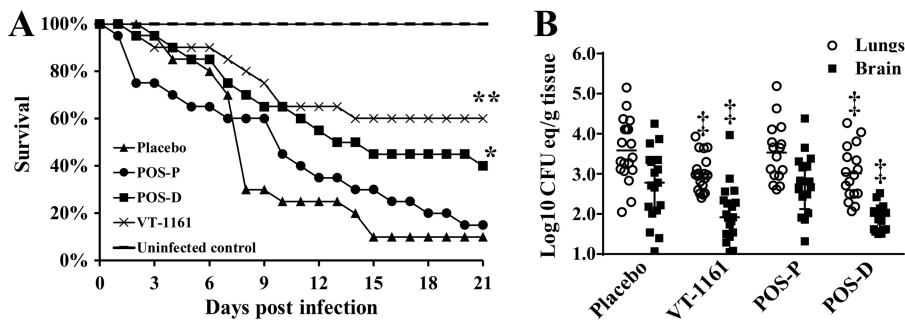 A
Survival
100%
80%
60%
40%
20%
0%
0 3 6 9 12 15 18 21
Days post infection
Placebo
POS-P
POS-D
VT-1161
Uninfected control
**
*
B
Log10 CFU eq/g tissue
6.0
5.0
4.0
3.0
2.0
1.0
Lungs
Brain
‡ ‡ ‡ ‡
Placebo VT-1161 POS-P POS-D